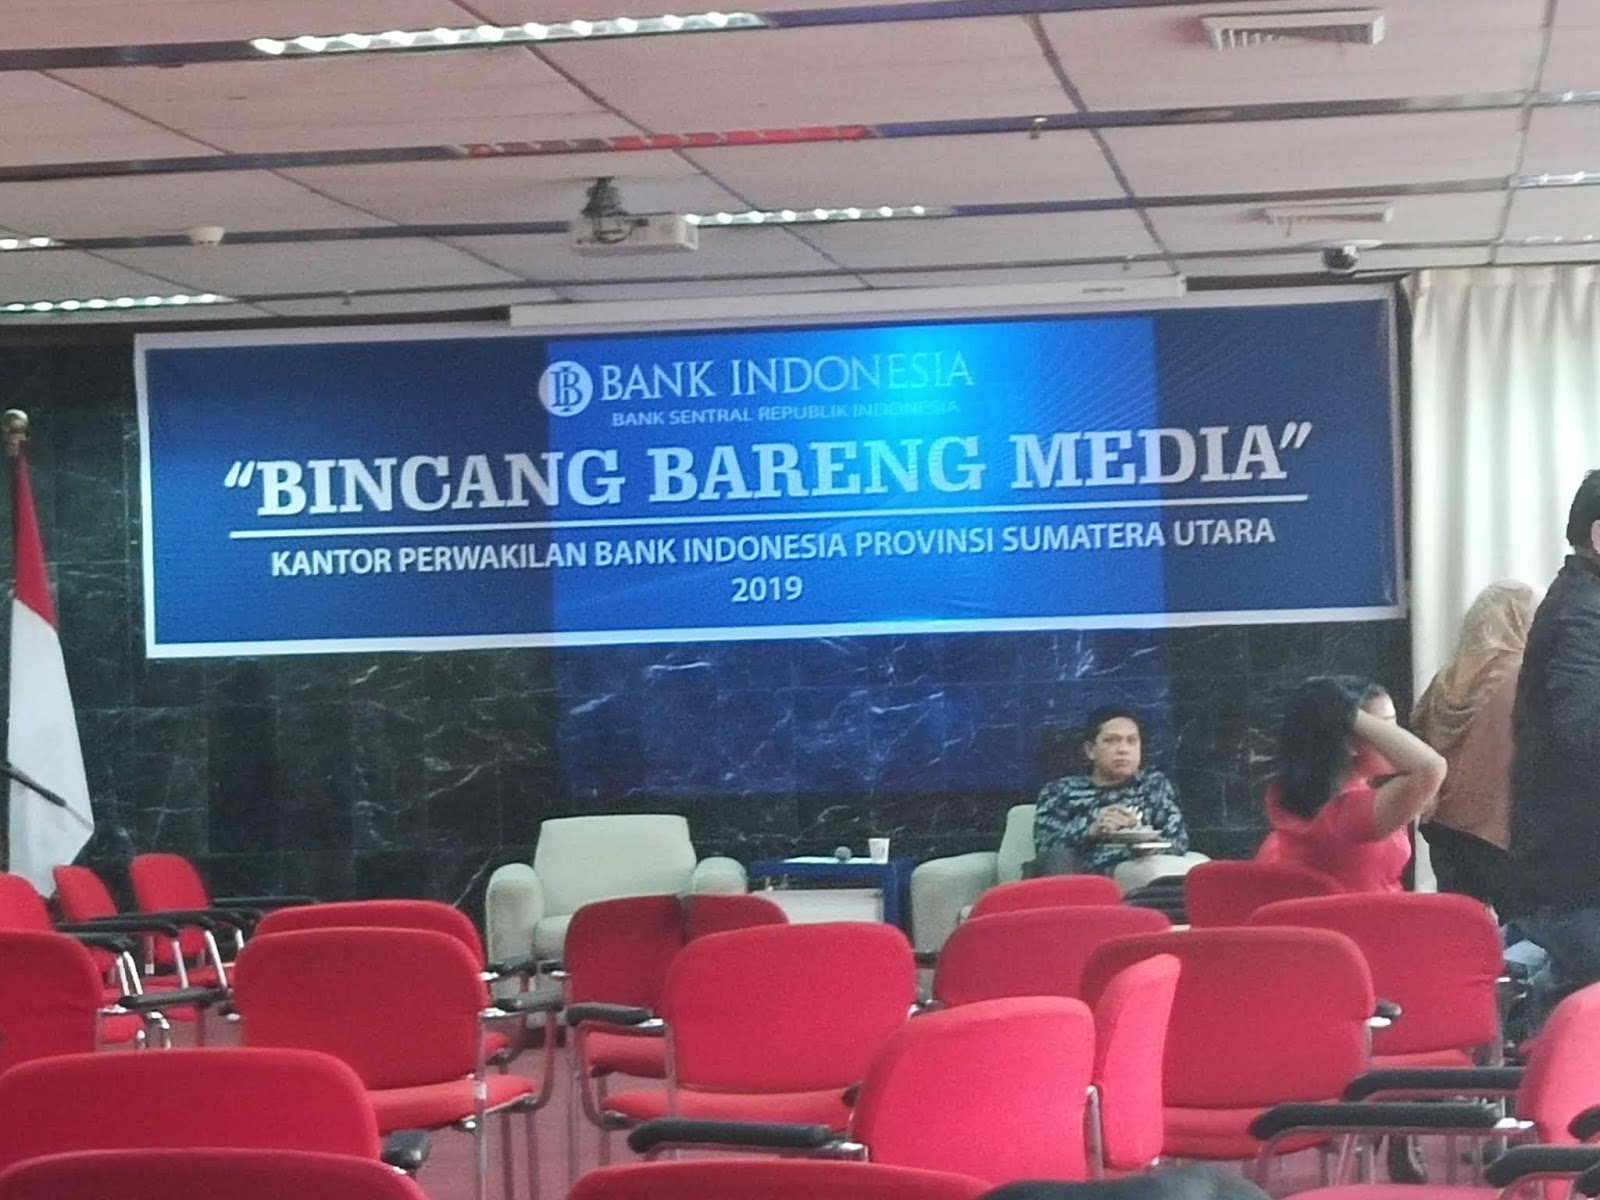 BANK INDONESIA
BANK SENTRAL REPUBLIK INDONESIA
“BINCANG BARENG MEDIA”
KANTOR PERWAKILAN BANK INDONESIA PROVINSI SUMATERA UTARA
2019